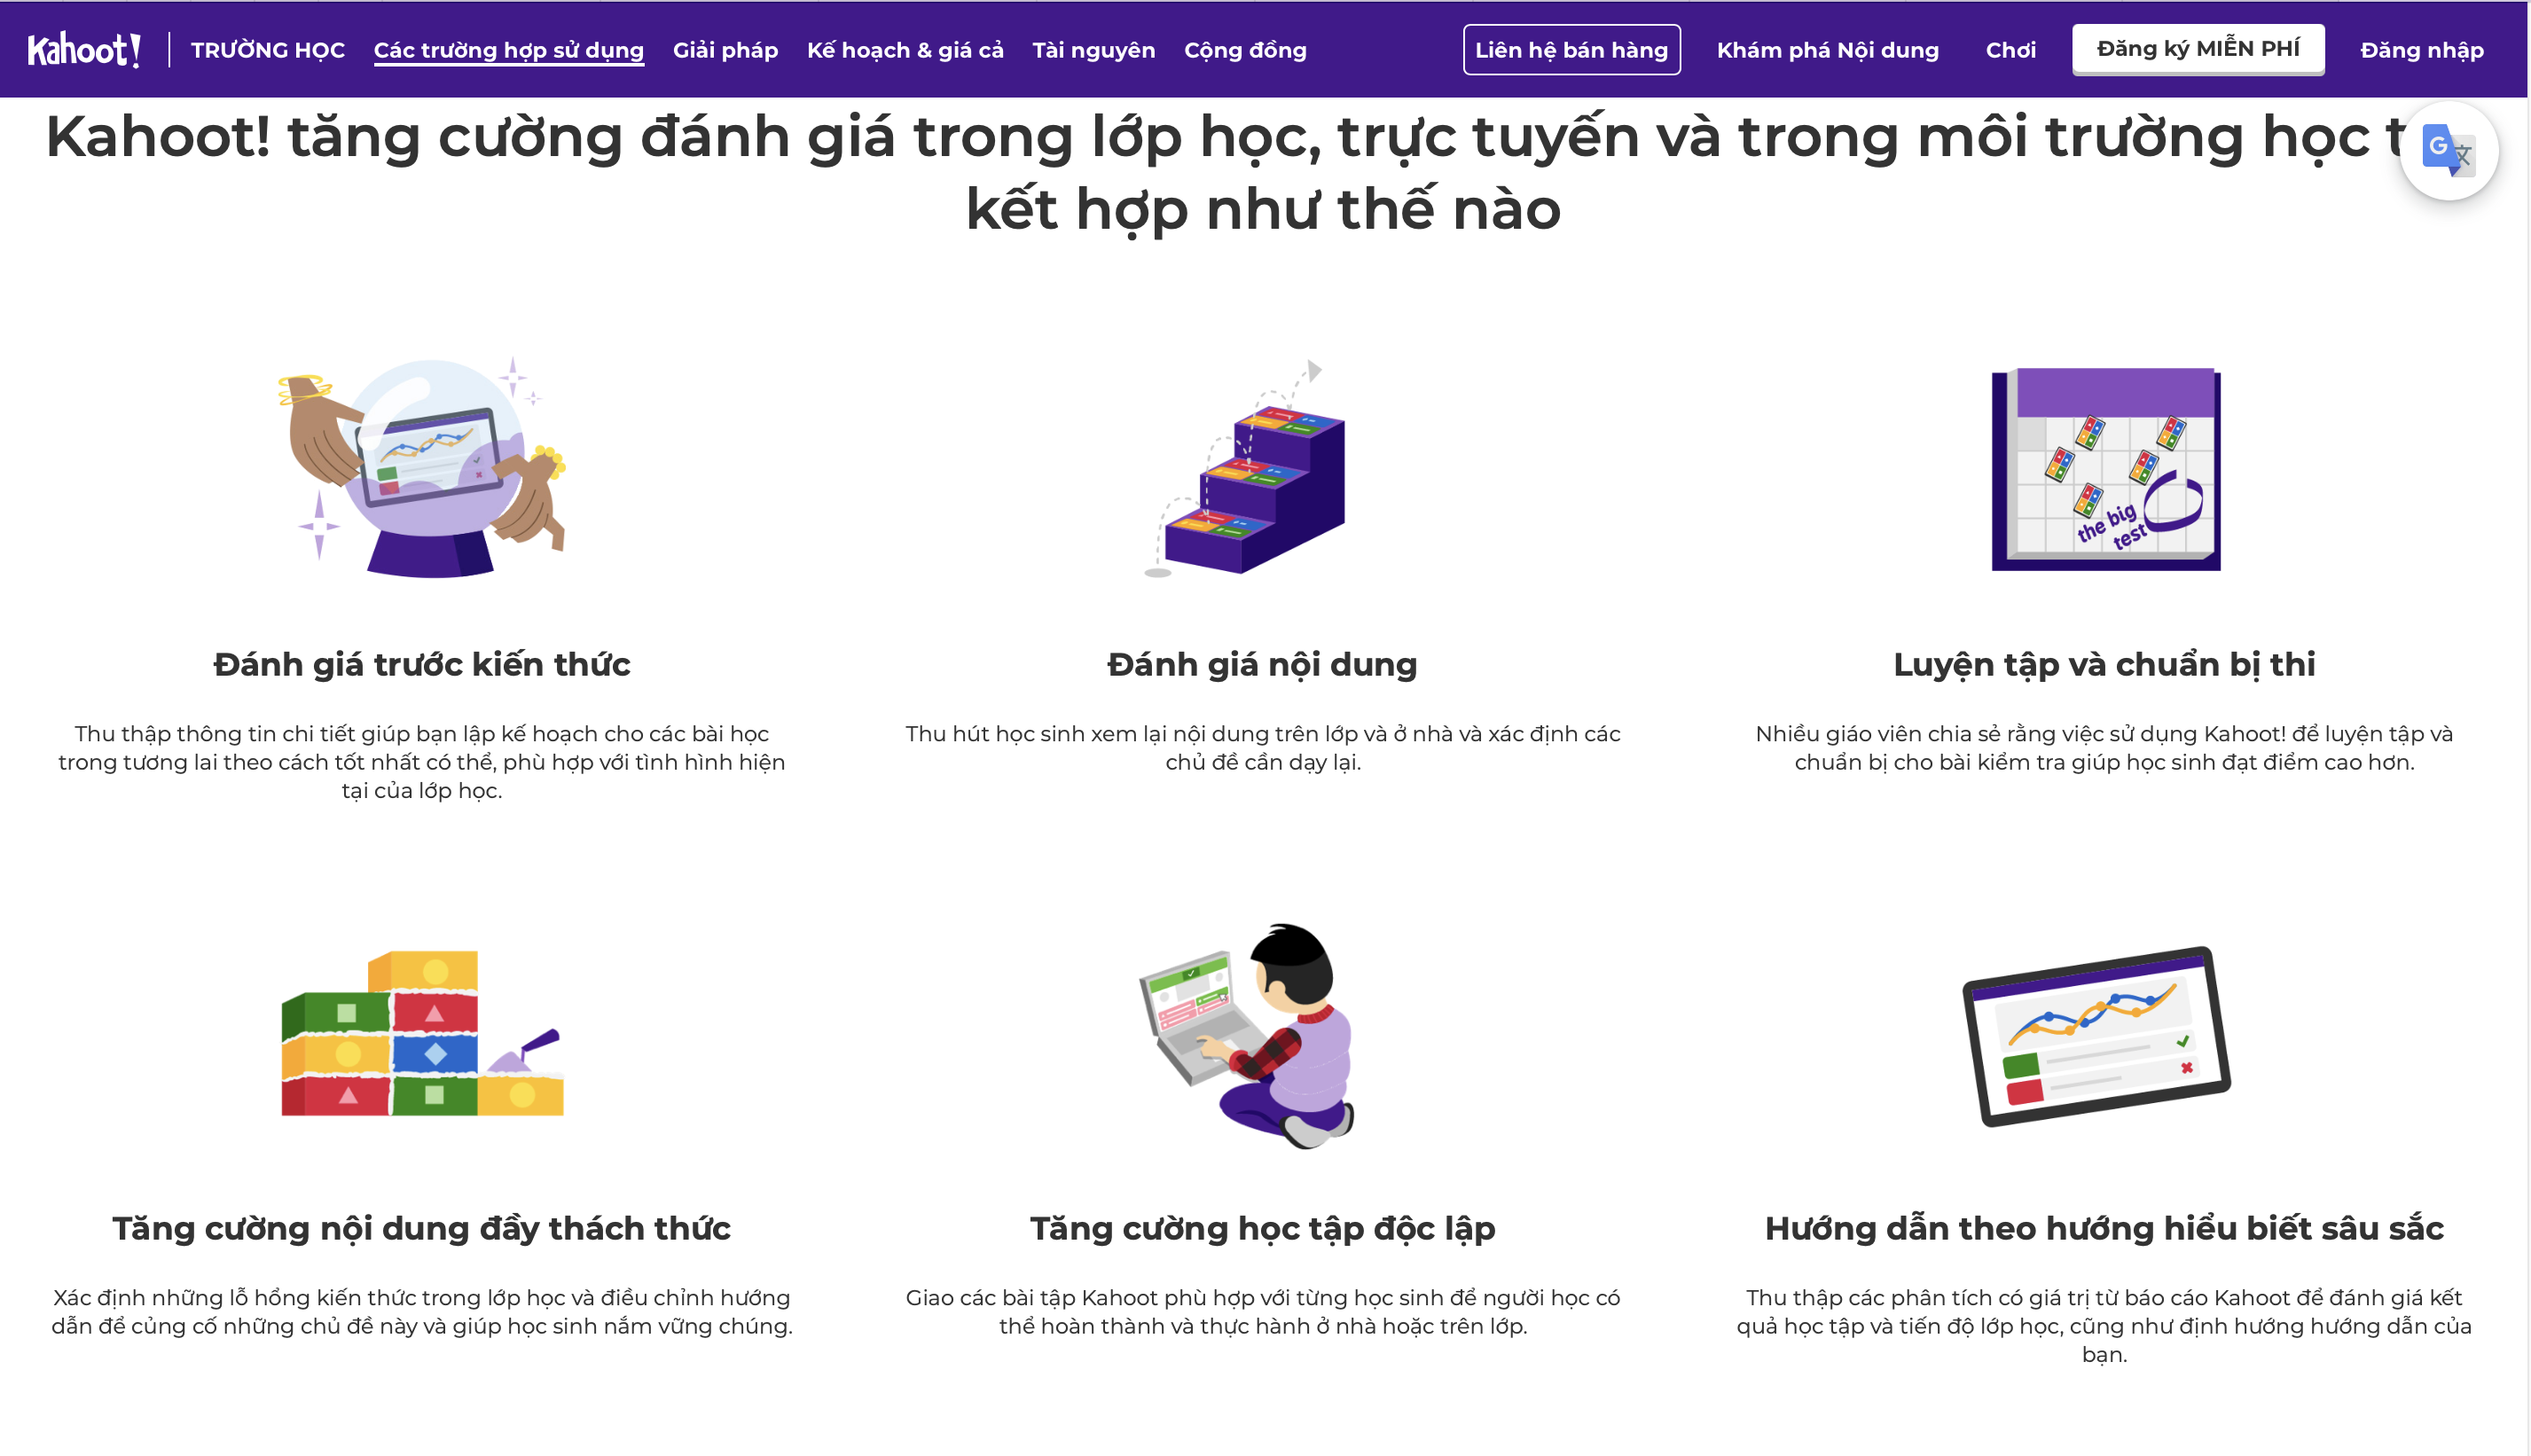 Kahoot! TRƯỜNG HỌC Các trường hợp sử dụng Giải pháp Kế hoạch & giá cả Tài nguyên Cộng đồng Liên hệ bán hàng Khám phá Nội dung Chơi Đăng ký MIỄN PHÍ Đăng nhập
Kahoot! tăng cường đánh giá trong lớp học, trực tuyến và trong môi trường học
kết hợp như thế nào
the big
test
Đánh giá trước kiến thức
Thu thập thông tin chi tiết giúp bạn lập kế hoạch cho các bài học
trong tương lai theo cách tốt nhất có thể, phù hợp với tình hình hiện
tại của lớp học.
Đánh giá nội dung
Thu hút học sinh xem lại nội dung trên lớp và ở nhà và xác định các
chủ đề cần dạy lại.
Luyện tập và chuẩn bị thi
Nhiều giáo viên chia sẻ rằng việc sử dụng Kahoot! để luyện tập và
chuẩn bị cho bài kiểm tra giúp học sinh đạt điểm cao hơn.
Tăng cường nội dung đầy thách thức
Xác định những lỗ hổng kiến thức trong lớp học và điều chỉnh hướng
dẫn để củng cố những chủ đề này và giúp học sinh nắm vững chúng.
Tăng cường học tập độc lập
Giao các bài tập Kahoot phù hợp với từng học sinh để người học có
thể hoàn thành và thực hành ở nhà hoặc trên lớp.
Hướng dẫn theo hướng hiểu biết sâu sắc
Thu thập các phân tích có giá trị từ báo cáo Kahoot để đánh giá kết
quả học tập và tiến độ lớp học, cũng như định hướng hướng dẫn của
bạn.